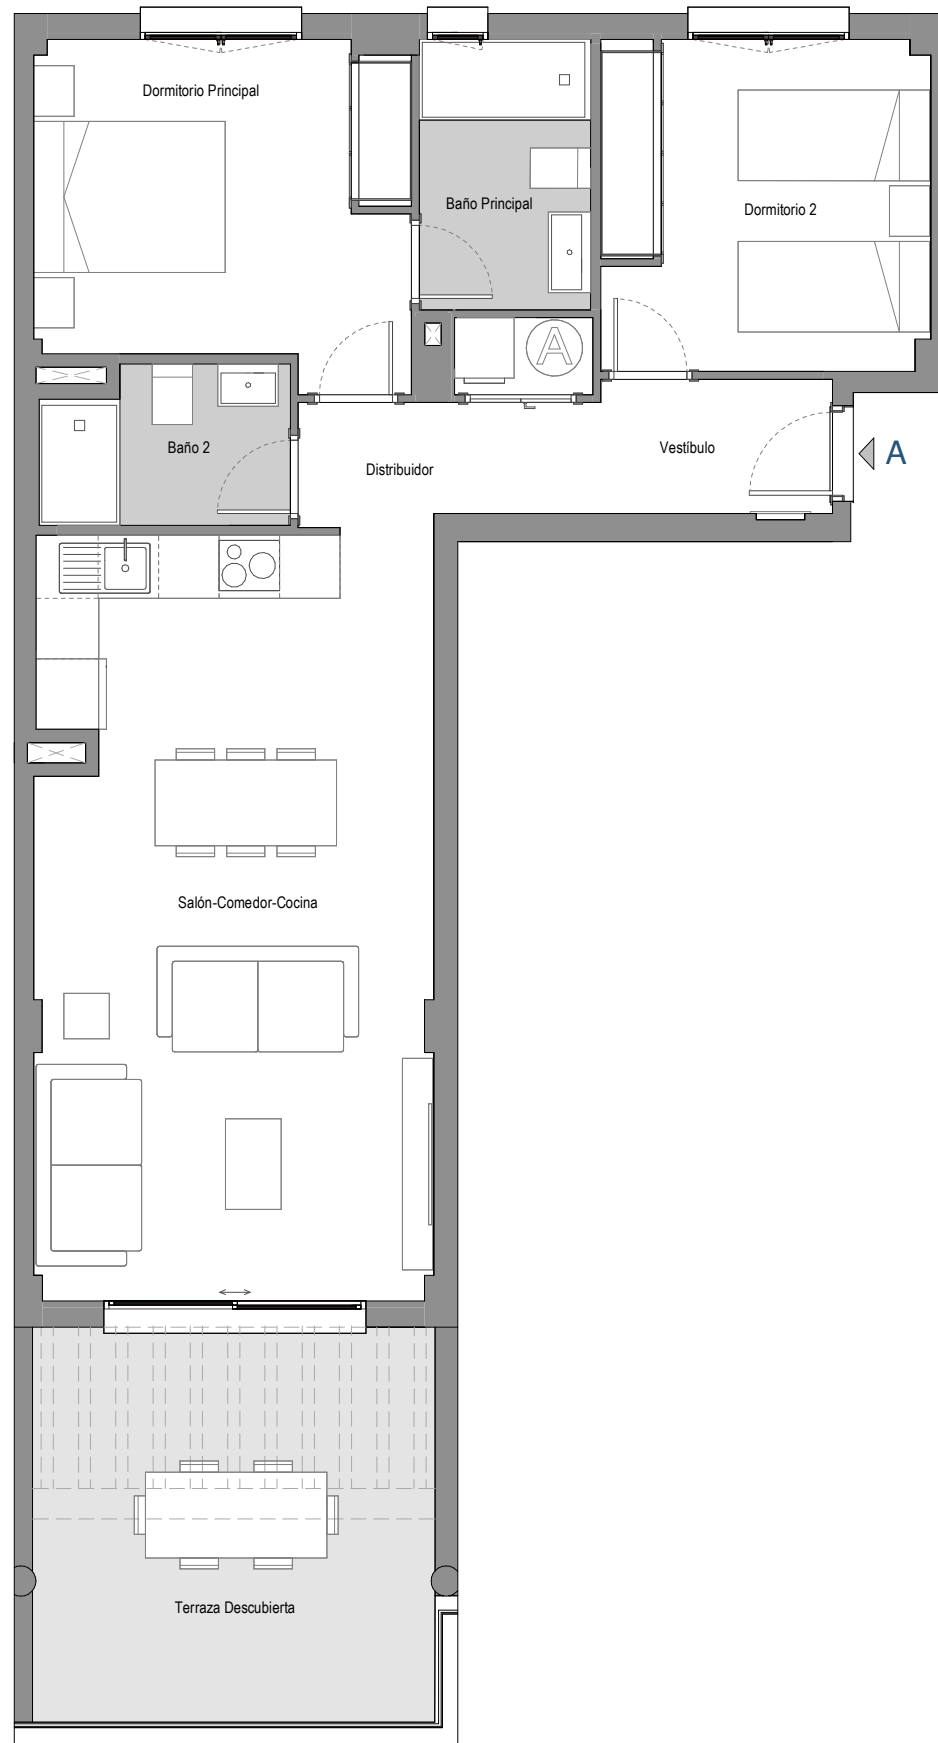 Dormitorio Principal
Baño Principal
Dormitorio 2
A
Baño 2
Distribuidor
Vestíbulo
A
Salón-Comedor-Cocina
Terraza Descubierta